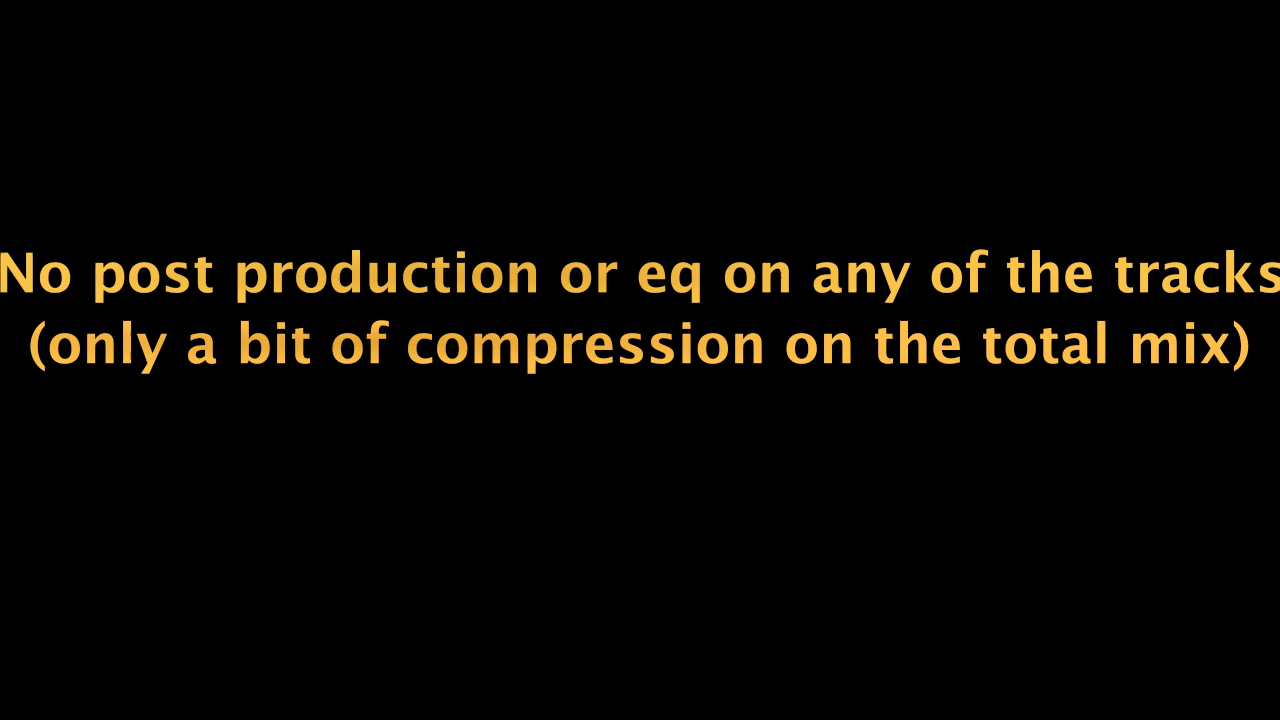 No post production or eq on any of the tracks
(only a bit of compression on the total mix)